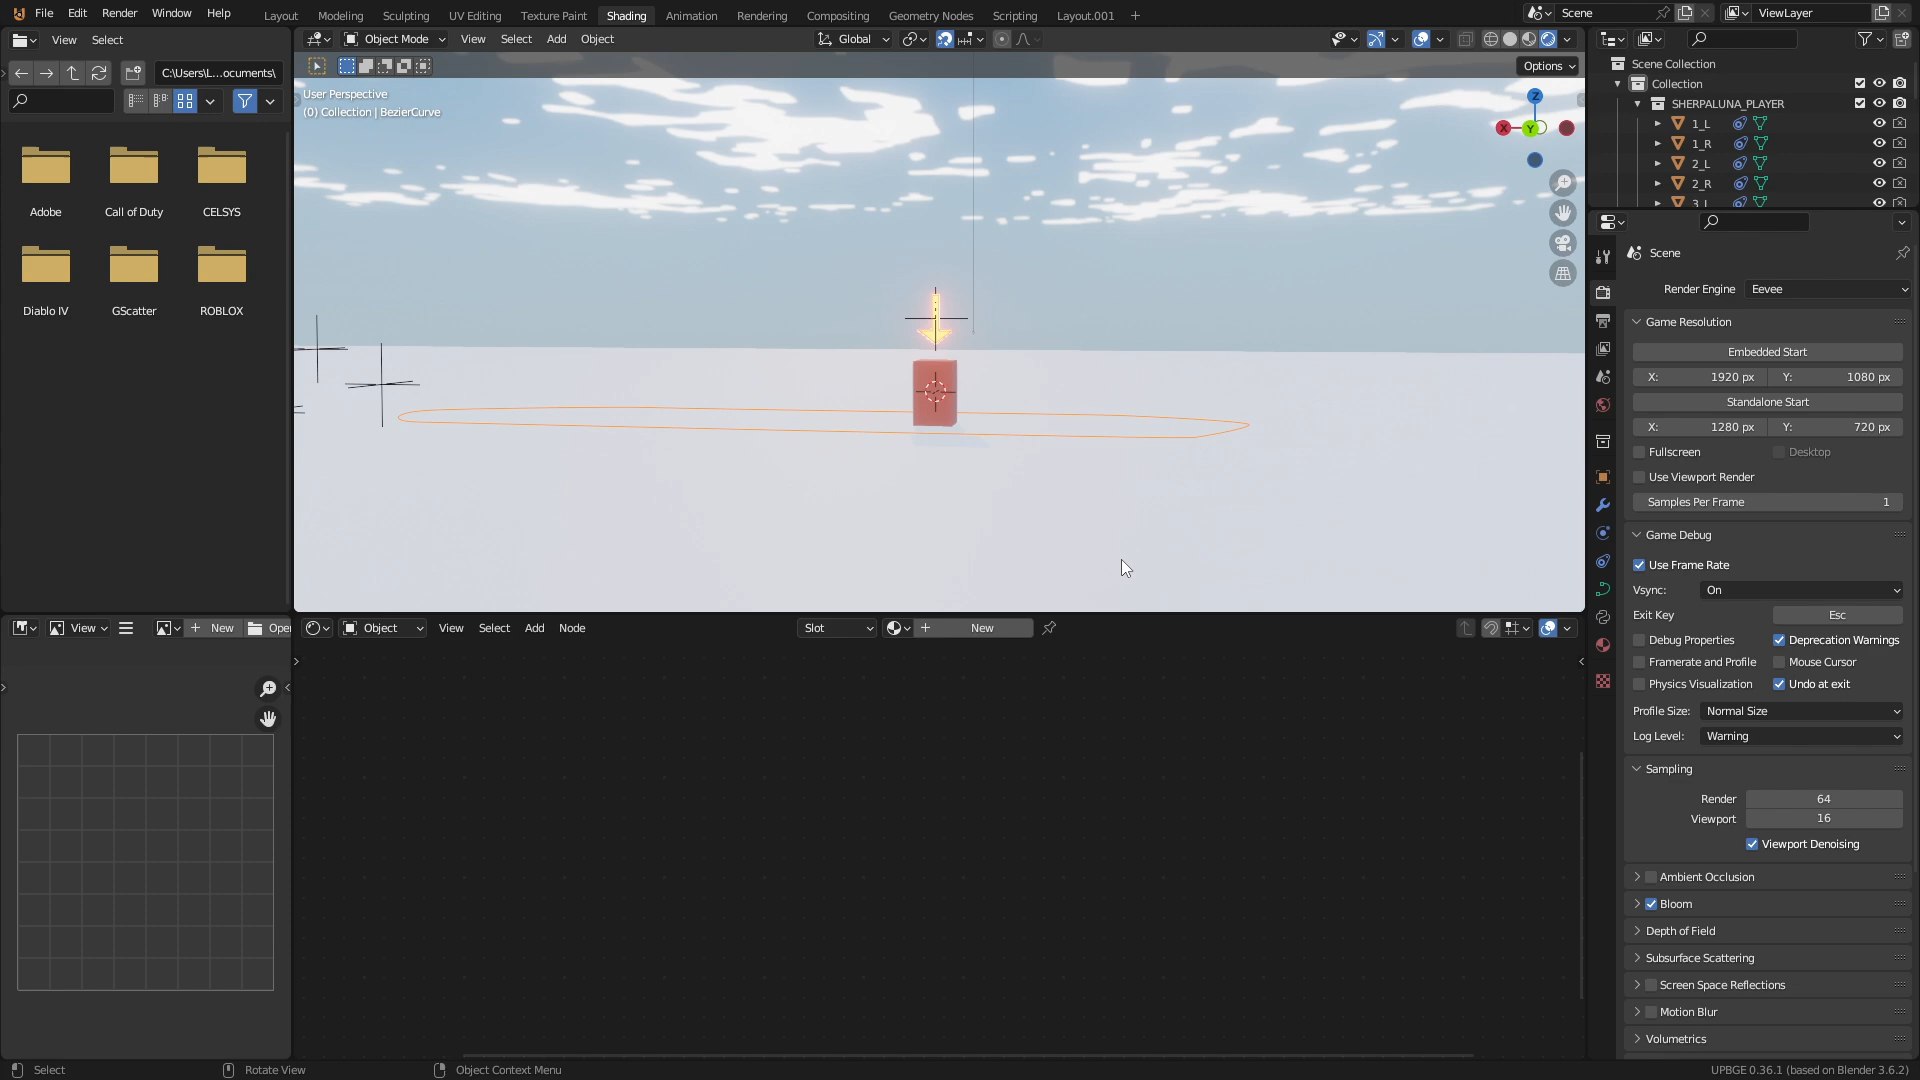 File Edit Render Window Help
Layout Modeling Sculpting UV Editing Texture Paint Shading Animation Rendering Compositing Geometry Nodes Scripting Layout.001 +
Scene
ViewLayer
View Select
C:\Users\L...ocuments\
Adobe Call of Duty CELSYS
Diablo IV GScatter ROBLOX
Object Mode View Select Add Object
Global
Options
User Perspective
(0) Collection | BezierCurve
Z
X
Y
Scene Collection
Collection
SHERPALUNA_PLAYER
1_L
1_R
2_L
2_R
3_L
Scene
Render Engine Eevee
Game Resolution
Embedded Start
X: 1920 px Y: 1080 px
Standalone Start
X: 1280 px Y: 720 px
Fullscreen Desktop
Use Viewport Render
Samples Per Frame 1
Game Debug
Use Frame Rate
Vsync: On
Exit Key Esc
Debug Properties Deprecation Warnings
Framerate and Profile Mouse Cursor
Physics Visualization Undo at exit
Profile Size: Normal Size
Log Level: Warning
Sampling
Render 64
Viewport 16
Viewport Denoising
Ambient Occlusion
Bloom
Depth of Field
Subsurface Scattering
Screen Space Reflections
Motion Blur
Volumetrics
View + New Ope
Object View Select Add Node
Slot
+ New
Select Rotate View Object Context Menu
UPBGE 0.36.1 (based on Blender 3.6.2)